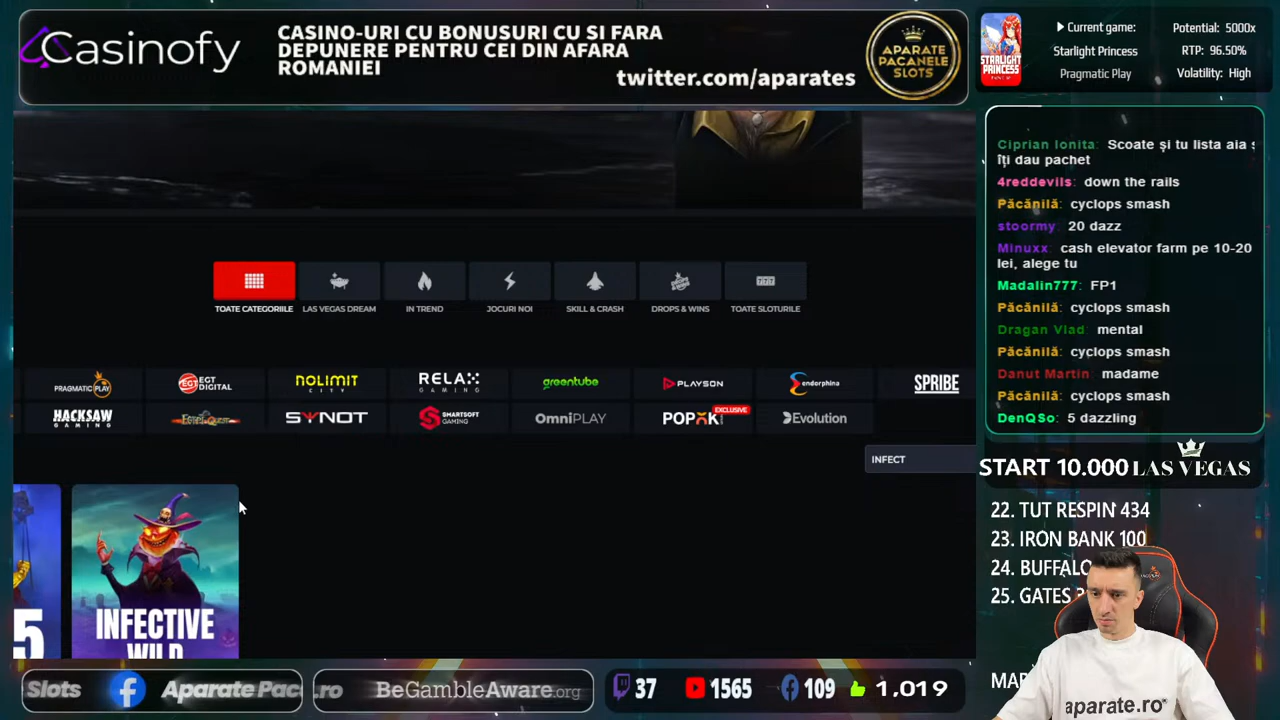 Casinofy
CASINO-URI CU BONUSURI CU SI FARA
DEPUNERE PENTRU CEI DIN AFARA
ROMANIEI
twitter.com/aparates
APARATE
PACANELE
SLOTS
STARLIGHT
PRINCESS
Current game:
Starlight Princess
Pragmatic Play
Potential: 5000x
RTP: 96.50%
Volatility: High
Ciprian Ionita: Scoate și tu lista aia ș
îți dau pachet
4reddevils: down the rails
Păcănilă: cyclops smash
stoormy: 20 dazz
Minuxx: cash elevator farm pe 10-20
lei, alege tu
Madalin777: FP1
Păcănilă: cyclops smash
Dragan Vlad: mental
Păcănilă: cyclops smash
Danut Martin: madame
Păcănilă: cyclops smash
DenQSo: 5 dazzling
TOATE CATEGORIILE
LAS VEGAS DREAM
IN TREND
JOCURI NOI
SKILL & CRASH
DROPS & WINS
TOATE SLOTURILE
PRAGMATIC PLAY
EGT DIGITAL
NOLIMIT CITY
RELAX GAMING
greentube
PLAYSON
endorphina
SPRIBE
HACKSAW GAMING
SYNOT
SMARTSOFT GAMING
OmniPLAY
POPOK! EXCLUSIVE
Evolution
INFECT
5
INFECTIVE
WILD
START 10.000 LAS VEGAS
22. TUT RESPIN 434
23. IRON BANK 100
24. BUFFALO
25. GATES
MAR
aparate.ro
Slots
Aparate Pac
.ro
BeGambleAware.org
37
1565
109
1,019